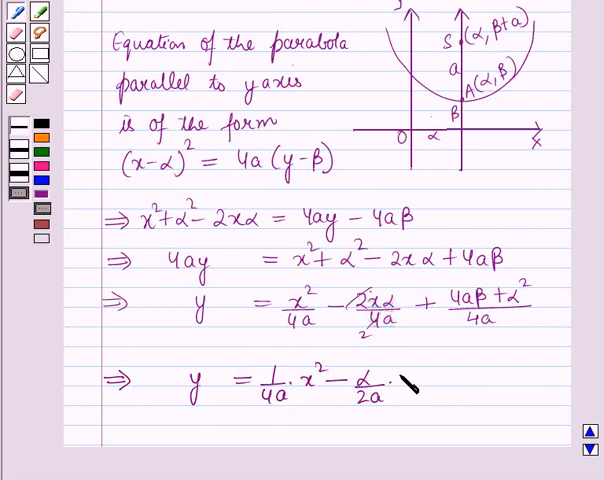 Equation of the parabola
parallel to y axis
is of the form
(x-α)² = 4a(y-β)
S (α, β+a)
a
A(α, β)
β
O α X
⇒ x²+α²-2xα = 4ay - 4aβ
⇒ 4ay = x²+α²-2xα+4aβ
⇒ y = x²/4a - 2xα/4a + (4aβ+α²)/4a
2
⇒ y = 1/4a · x² - α/2a ·